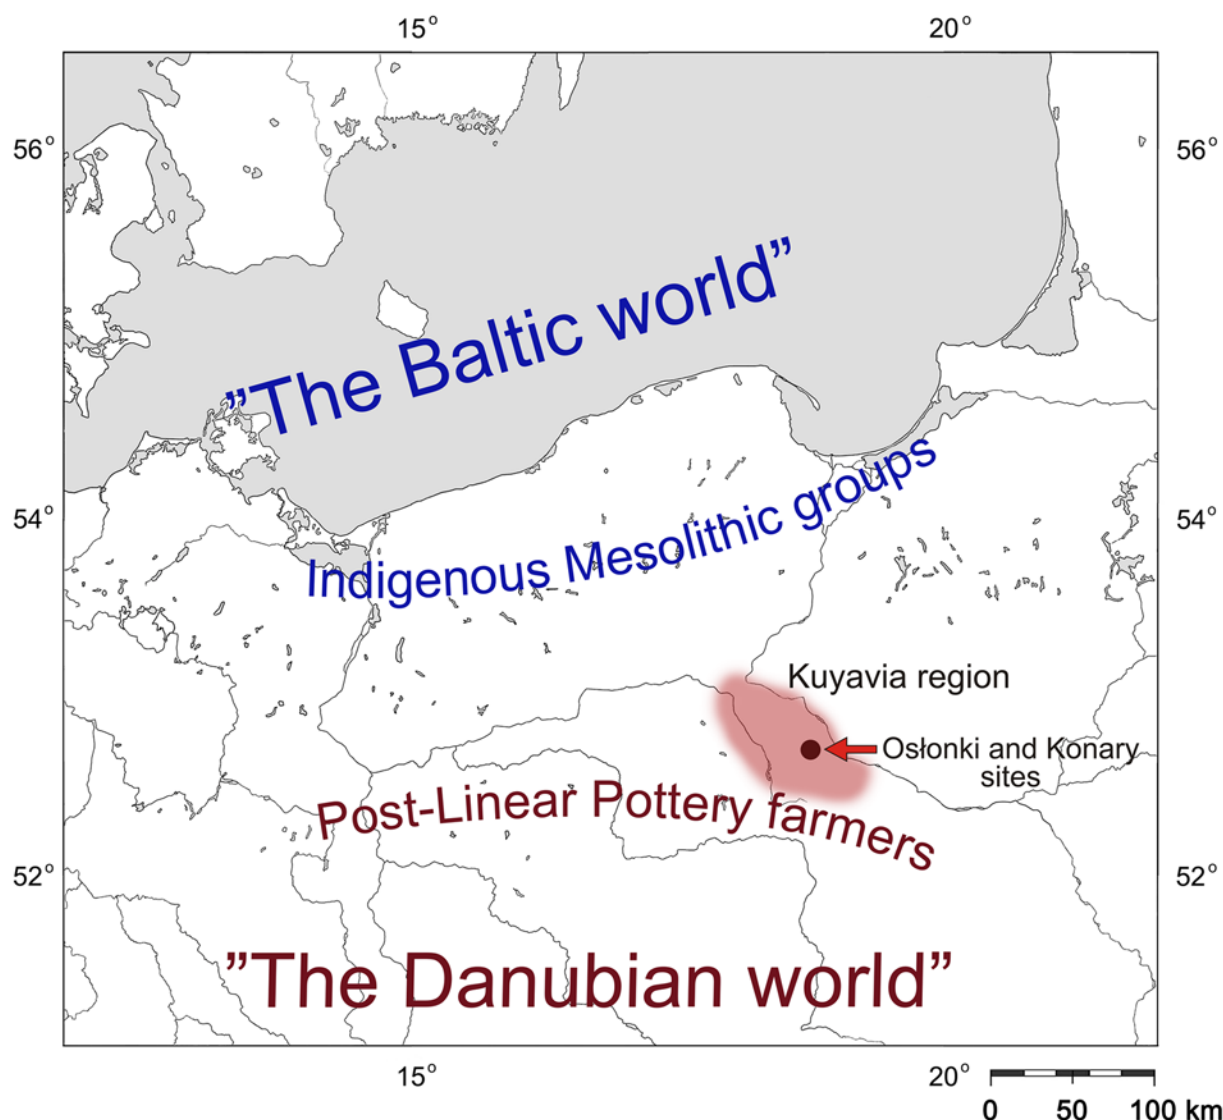 15° 20°
56° 56°
”The Baltic world”
Indigenous Mesolithic groups
54° 54°
Kuyavia region
Osłonki and Konary
sites
Post-Linear Pottery farmers
52° 52°
”The Danubian world”
15° 20°
0 50 100 km